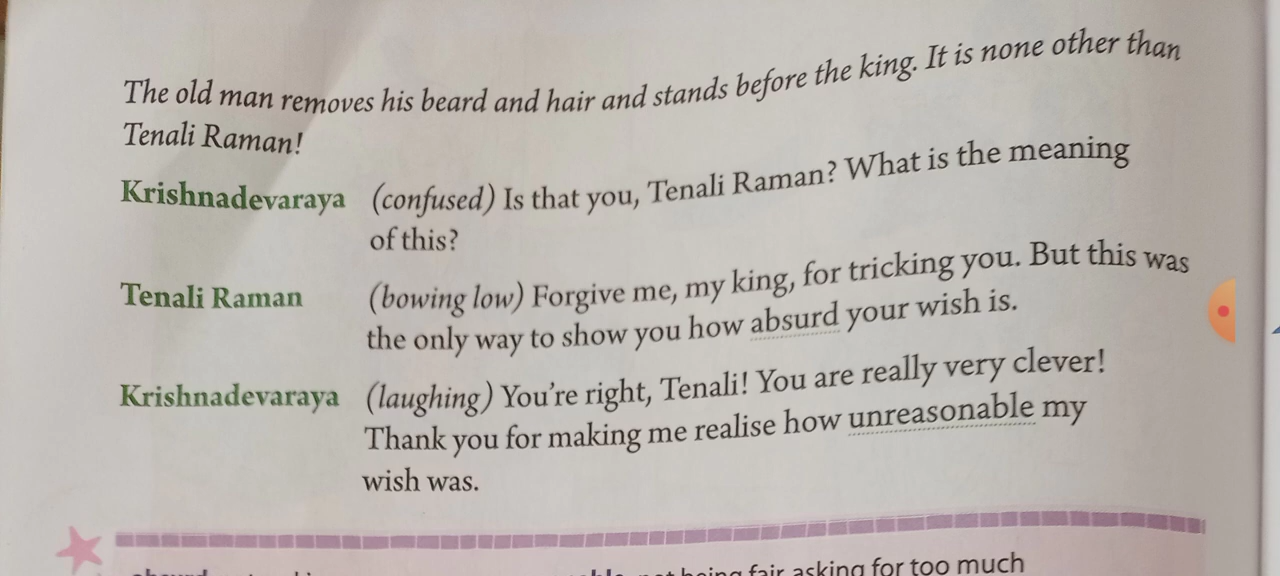 The old man removes his beard and hair and stands before the king. It is none other than
Tenali Raman!
Krishnadevaraya (confused) Is that you, Tenali Raman? What is the meaning
of this?
Tenali Raman (bowing low) Forgive me, my king, for tricking you. But this was
the only way to show you how absurd your wish is.
Krishnadevaraya (laughing) You're right, Tenali! You are really very clever!
Thank you for making me realise how unreasonable my
wish was.
absurd not being fair asking for too much